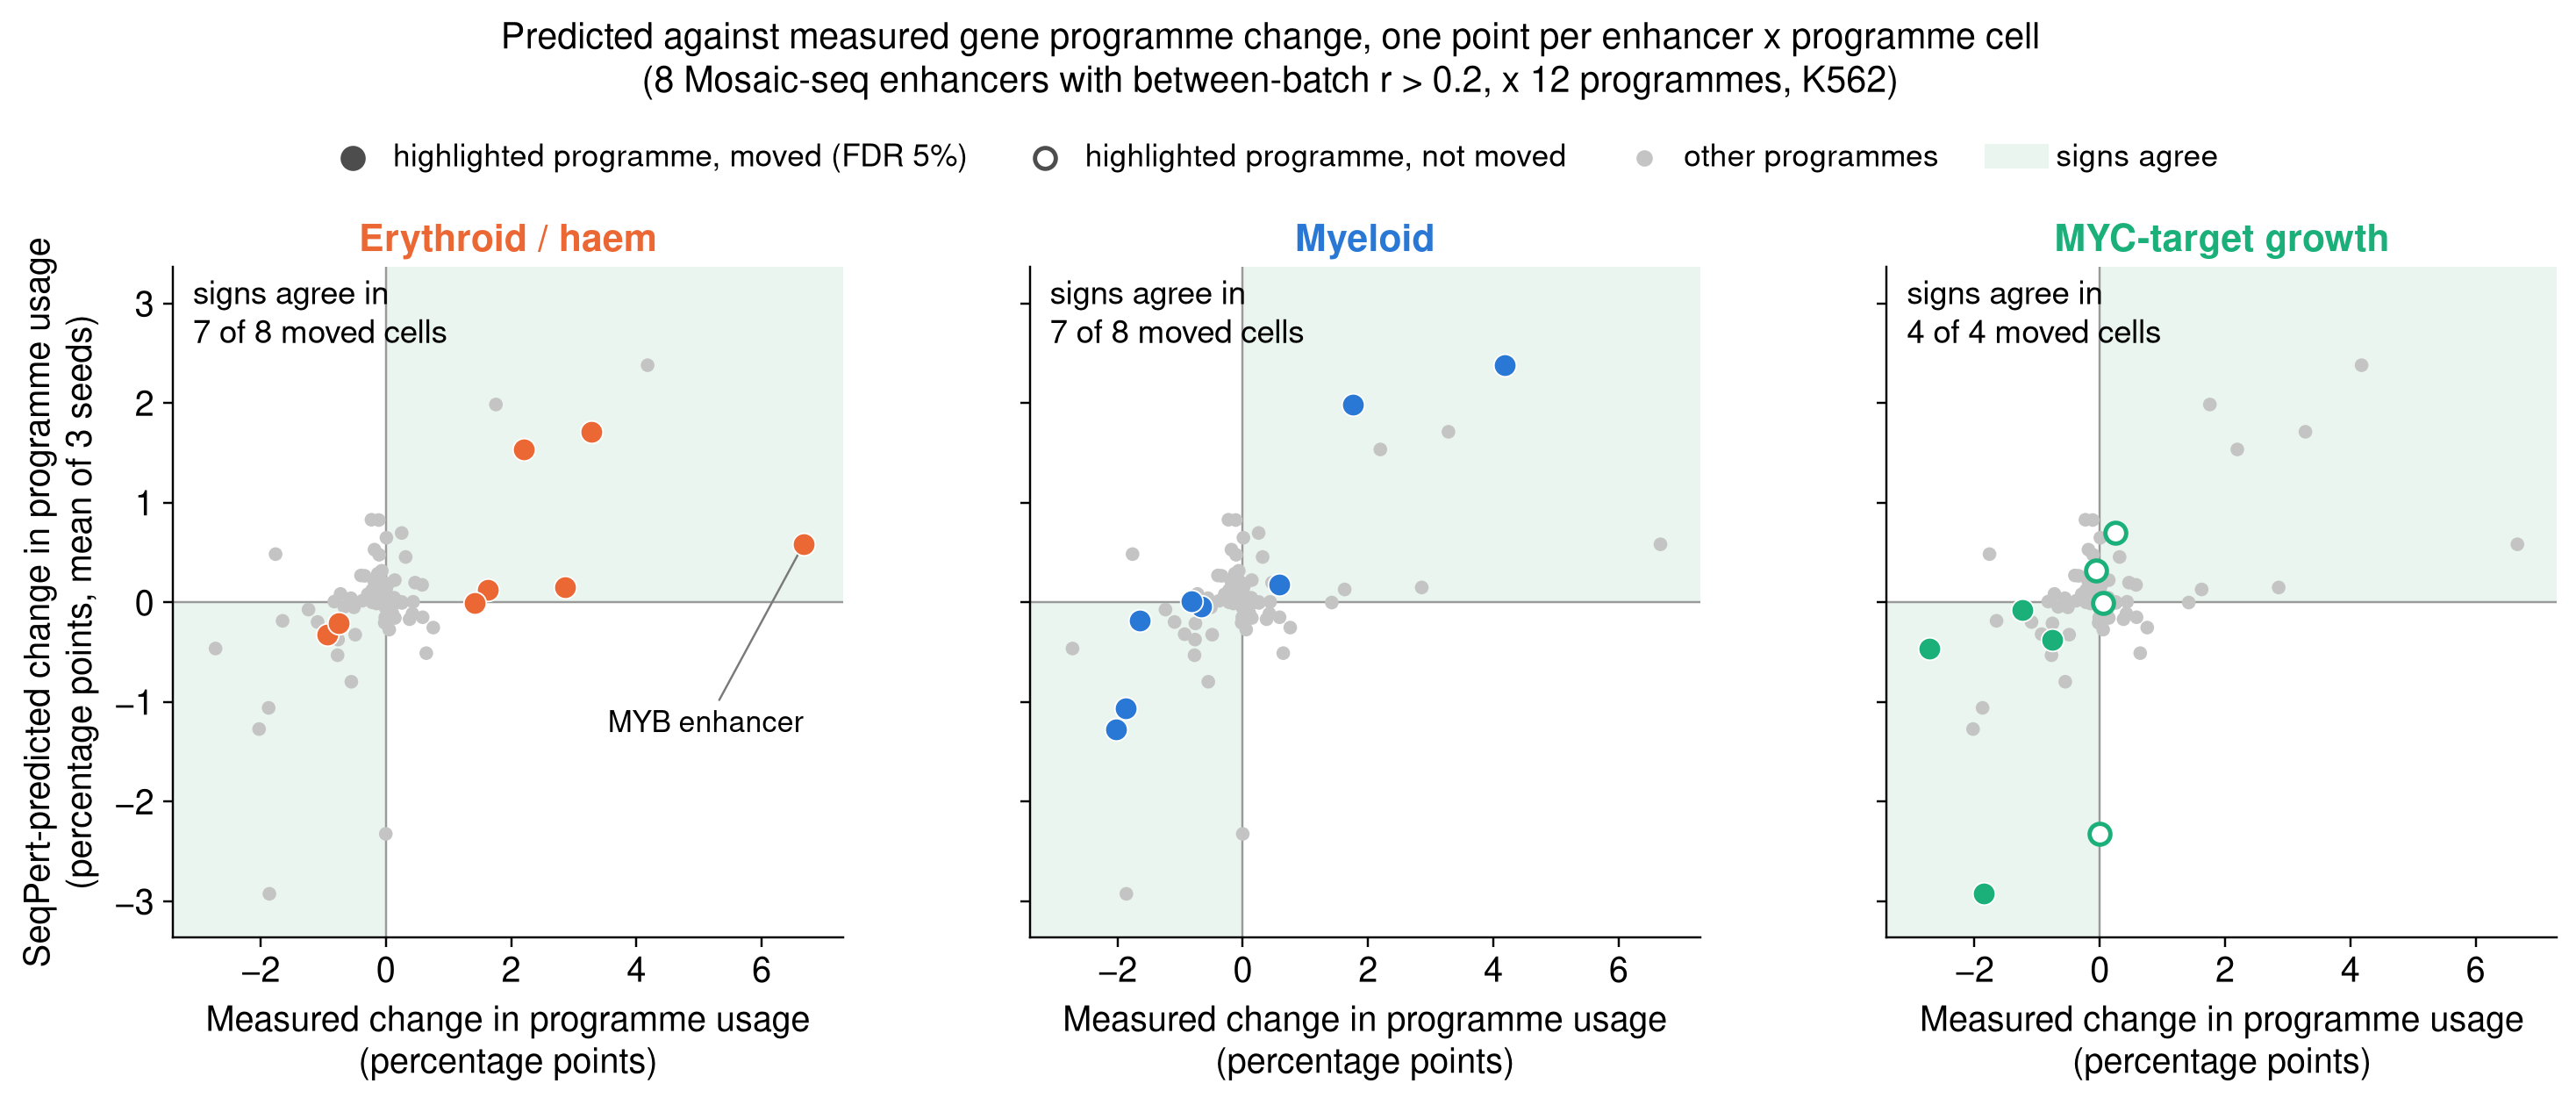 Predicted against measured gene programme change, one point per enhancer x programme cell
(8 Mosaic-seq enhancers with between-batch r > 0.2, x 12 programmes, K562)
highlighted programme, moved (FDR 5%)
highlighted programme, not moved
other programmes
signs agree
Erythroid / haem
Myeloid
MYC-target growth
SeqPert-predicted change in programme usage
(percentage points, mean of 3 seeds)
signs agree in
7 of 8 moved cells
signs agree in
7 of 8 moved cells
signs agree in
4 of 4 moved cells
3
2
1
0
−1
−2
−3
MYB enhancer
−2 0 2 4 6
−2 0 2 4 6
−2 0 2 4 6
Measured change in programme usage
(percentage points)
Measured change in programme usage
(percentage points)
Measured change in programme usage
(percentage points)